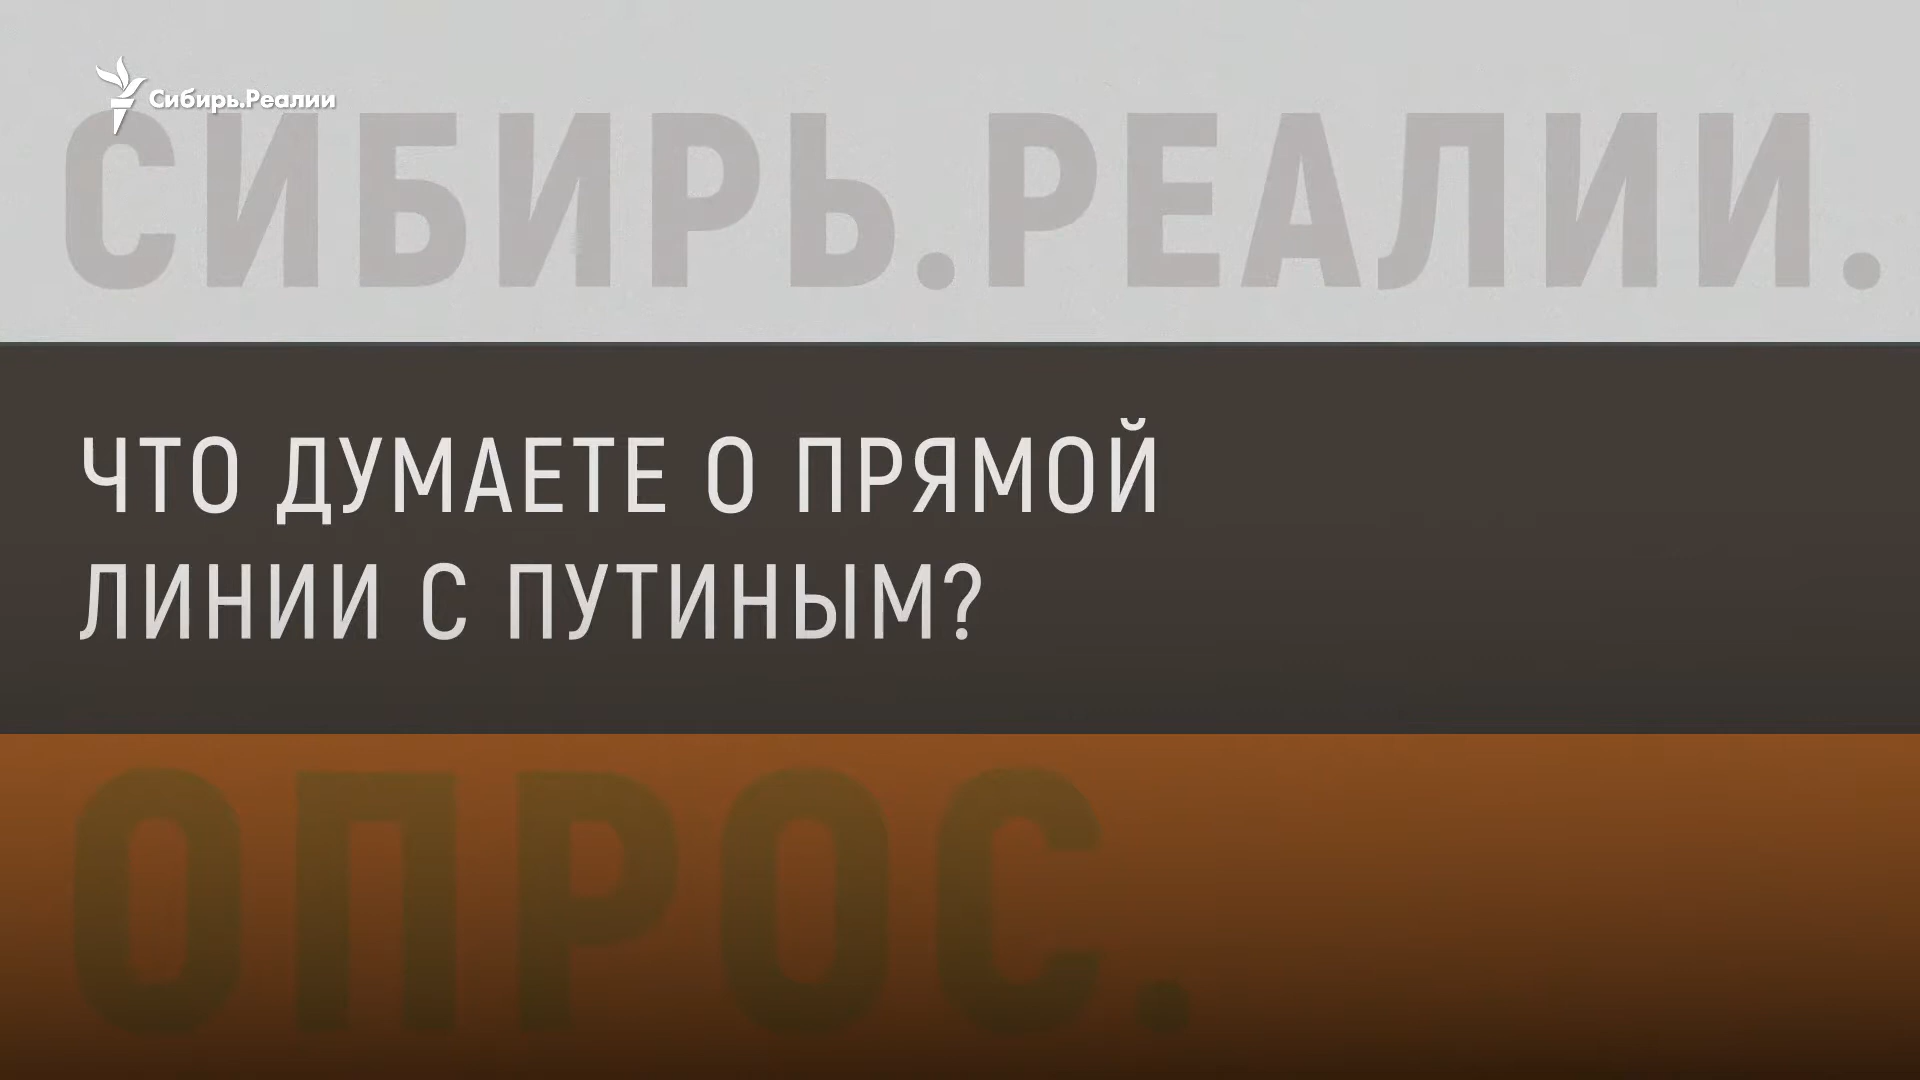 Сибирь.Реалии
СИБИРЬ.РЕАЛИИ.
ЧТО ДУМАЕТЕ О ПРЯМОЙ
ЛИНИИ С ПУТИНЫМ?
ОПРОС.